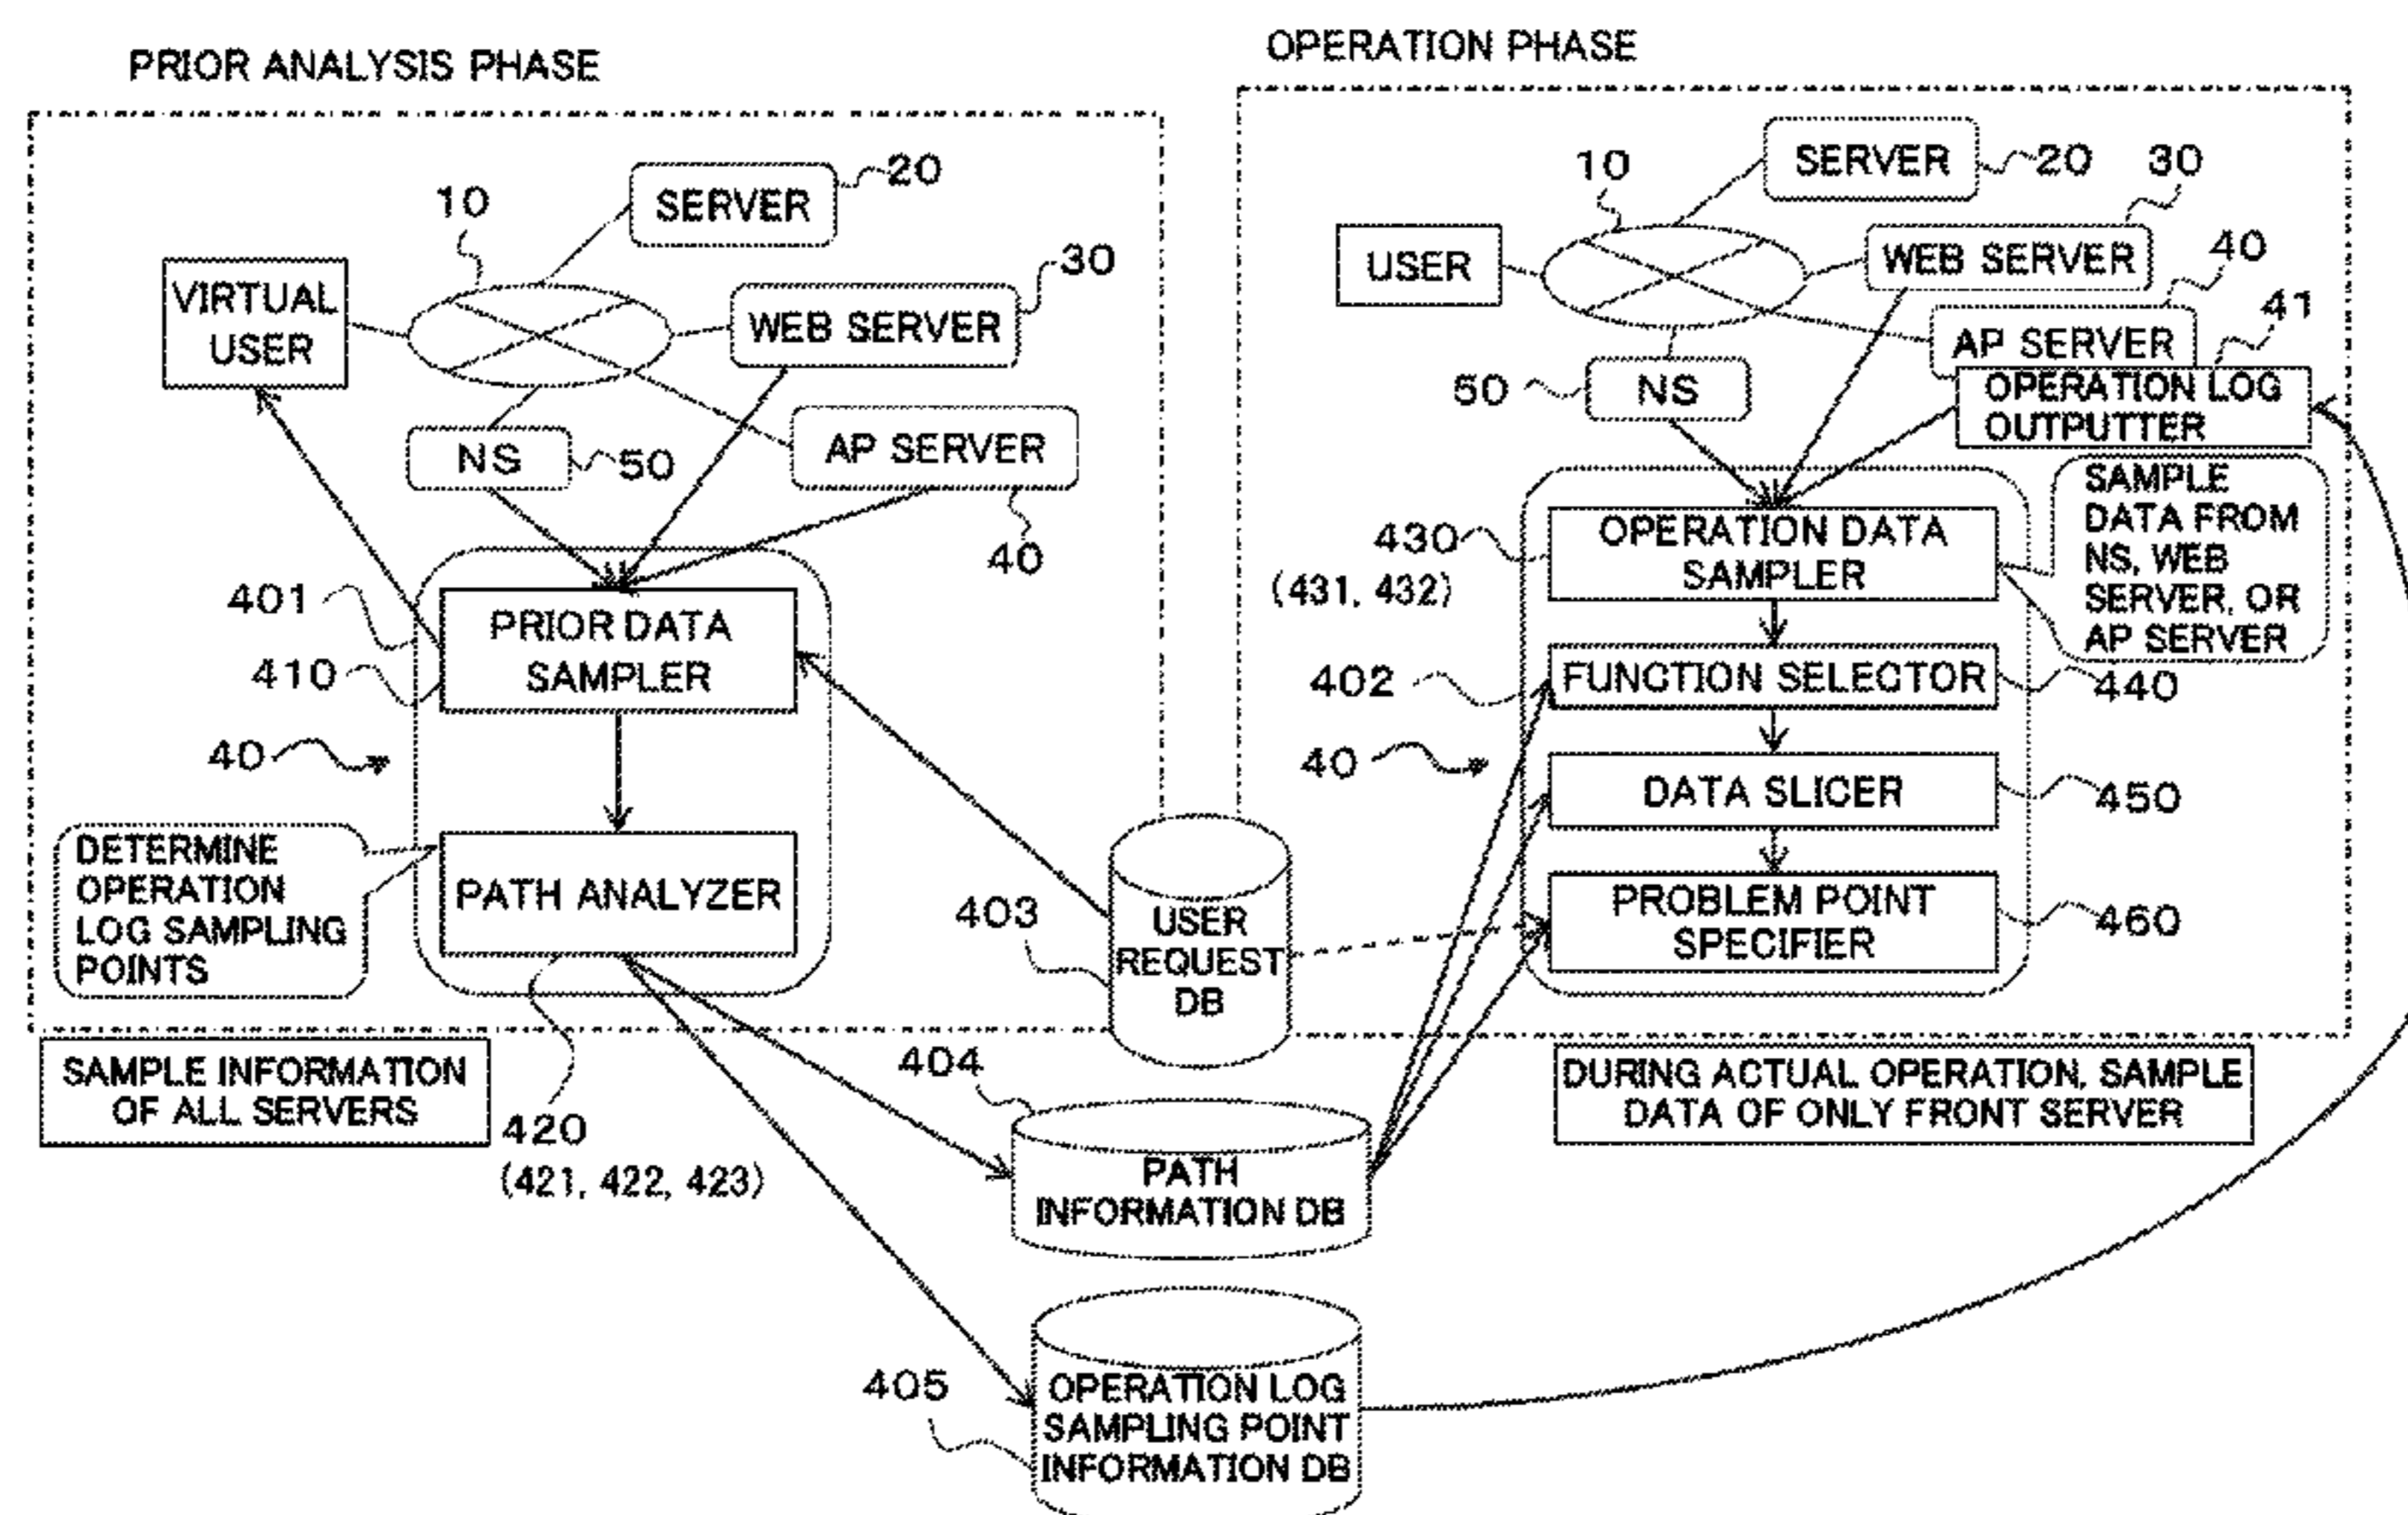 PRIOR ANALYSIS PHASE
10
SERVER
20
VIRTUAL
USER
WEB SERVER
30
NS
50
AP SERVER
40
401
PRIOR DATA
SAMPLER
410
40
DETERMINE
OPERATION
LOG SAMPLING
POINTS
PATH ANALYZER
SAMPLE INFORMATION
OF ALL SERVERS
420
(421, 422, 423)
403
USER
REQUEST
DB
404
PATH
INFORMATION DB
405
OPERATION LOG
SAMPLING POINT
INFORMATION DB
OPERATION PHASE
10
SERVER
20
30
USER
WEB SERVER
40
AP SERVER
41
50
NS
OPERATION LOG
OUTPUTTER
430
(431, 432)
OPERATION DATA
SAMPLER
SAMPLE
DATA FROM
NS, WEB
SERVER, OR
AP SERVER
402
FUNCTION SELECTOR
440
40
DATA SLICER
450
PROBLEM POINT
SPECIFIER
460
DURING ACTUAL OPERATION, SAMPLE
DATA OF ONLY FRONT SERVER